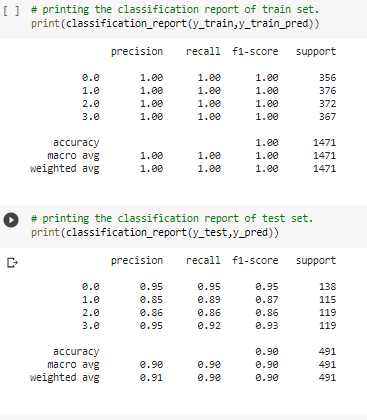 [ ] # printing the classification report of train set.
print(classification_report(y_train,y_train_pred))
precision recall f1-score support
0.0 1.00 1.00 1.00 356
1.0 1.00 1.00 1.00 376
2.0 1.00 1.00 1.00 372
3.0 1.00 1.00 1.00 367
accuracy 1.00 1471
macro avg 1.00 1.00 1.00 1471
weighted avg 1.00 1.00 1.00 1471
# printing the classification report of test set.
print(classification_report(y_test,y_pred))
precision recall f1-score support
0.0 0.95 0.95 0.95 138
1.0 0.85 0.89 0.87 115
2.0 0.86 0.86 0.86 119
3.0 0.95 0.92 0.93 119
accuracy 0.90 491
macro avg 0.90 0.90 0.90 491
weighted avg 0.91 0.90 0.90 491